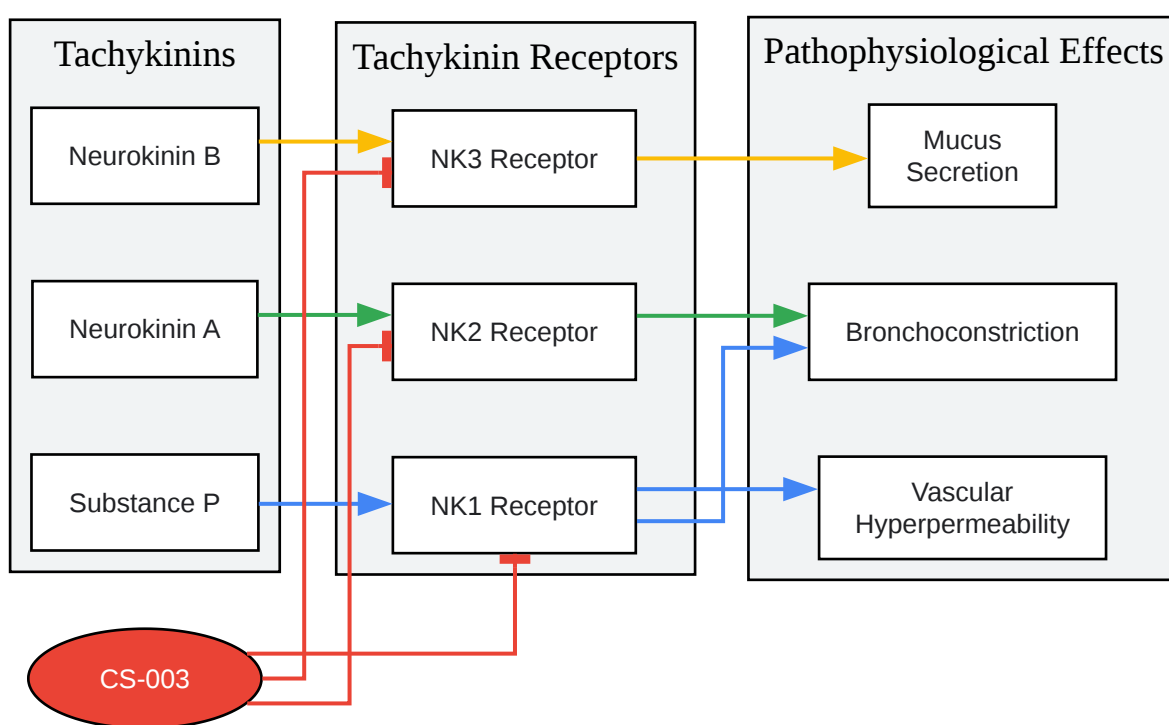 Tachykinins
Neurokinin B
Neurokinin A
Substance P
Tachykinin Receptors
NK3 Receptor
NK2 Receptor
NK1 Receptor
Pathophysiological Effects
Mucus
Secretion
Bronchoconstriction
Vascular
Hyperpermeability
CS-003